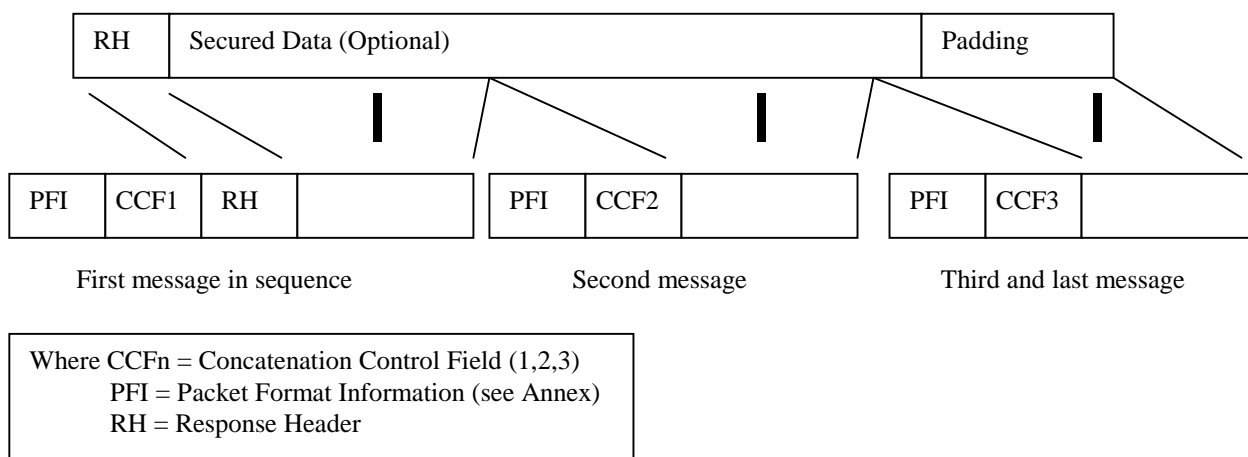 RH Secured Data (Optional) Padding
PFI CCF1 RH PFI CCF2 PFI CCF3
First message in sequence Second message Third and last message
Where CCFn = Concatenation Control Field (1,2,3)
PFI = Packet Format Information (see Annex)
RH = Response Header